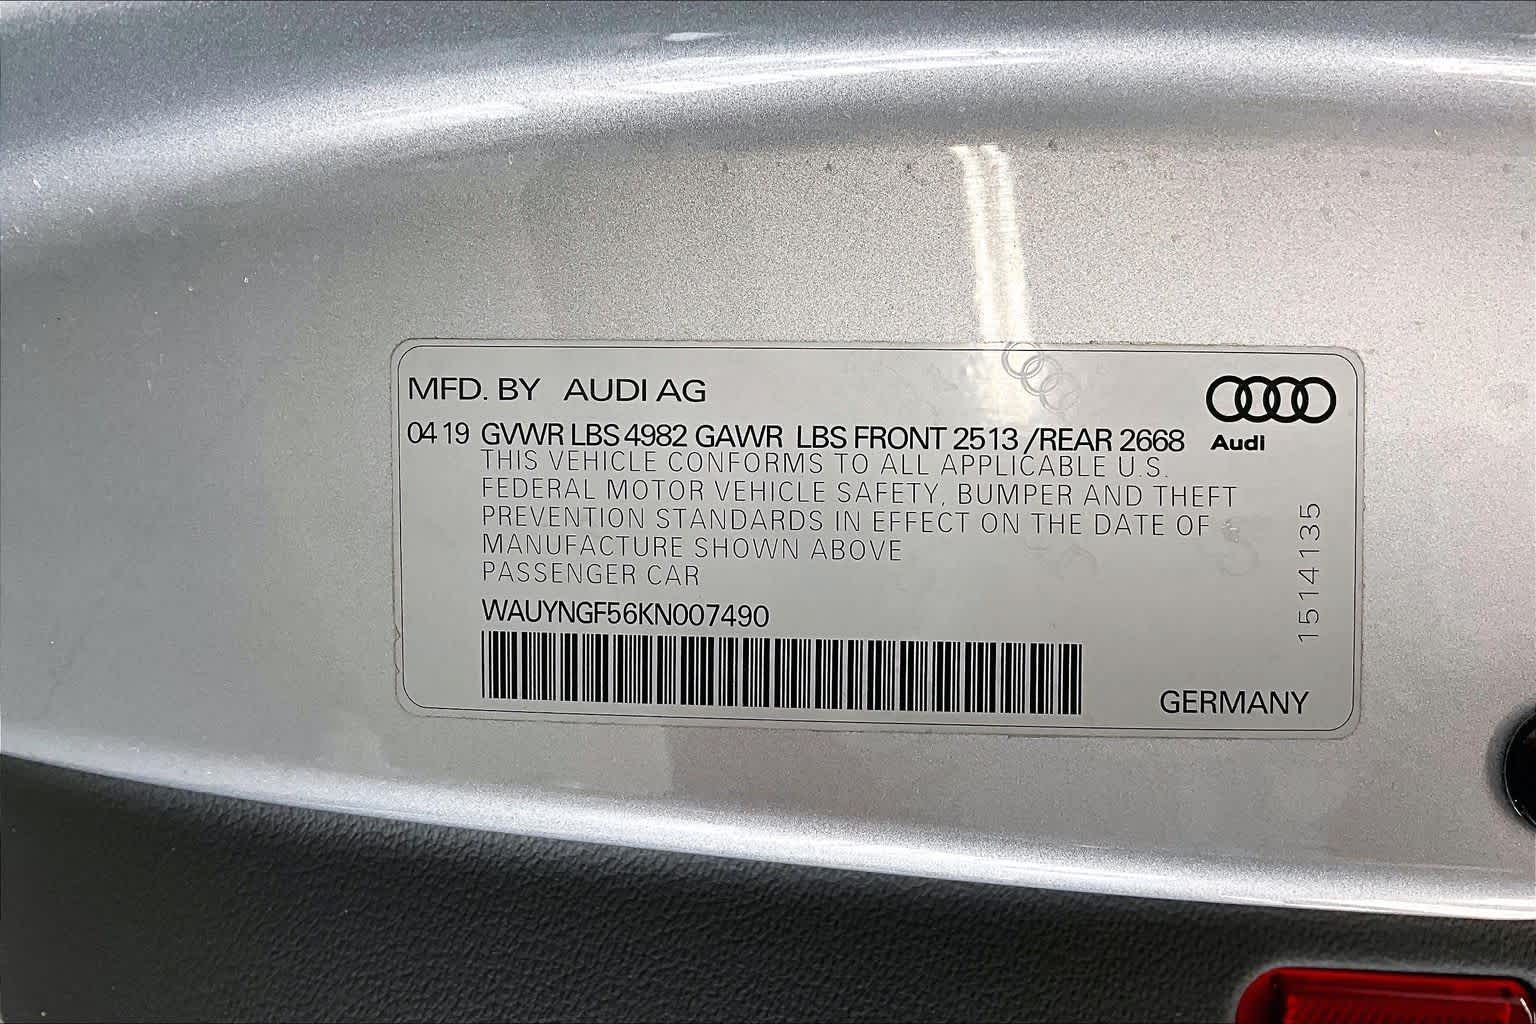 MFD. BY AUDI AG
04 19 GVWR LBS 4982 GAWR LBS FRONT 2513 /REAR 2668
Audi
THIS VEHICLE CONFORMS TO ALL APPLICABLE U.S.
FEDERAL MOTOR VEHICLE SAFETY, BUMPER AND THEFT
PREVENTION STANDARDS IN EFFECT ON THE DATE OF
MANUFACTURE SHOWN ABOVE
PASSENGER CAR
WAUYNGF56KN007490
GERMANY
1514135